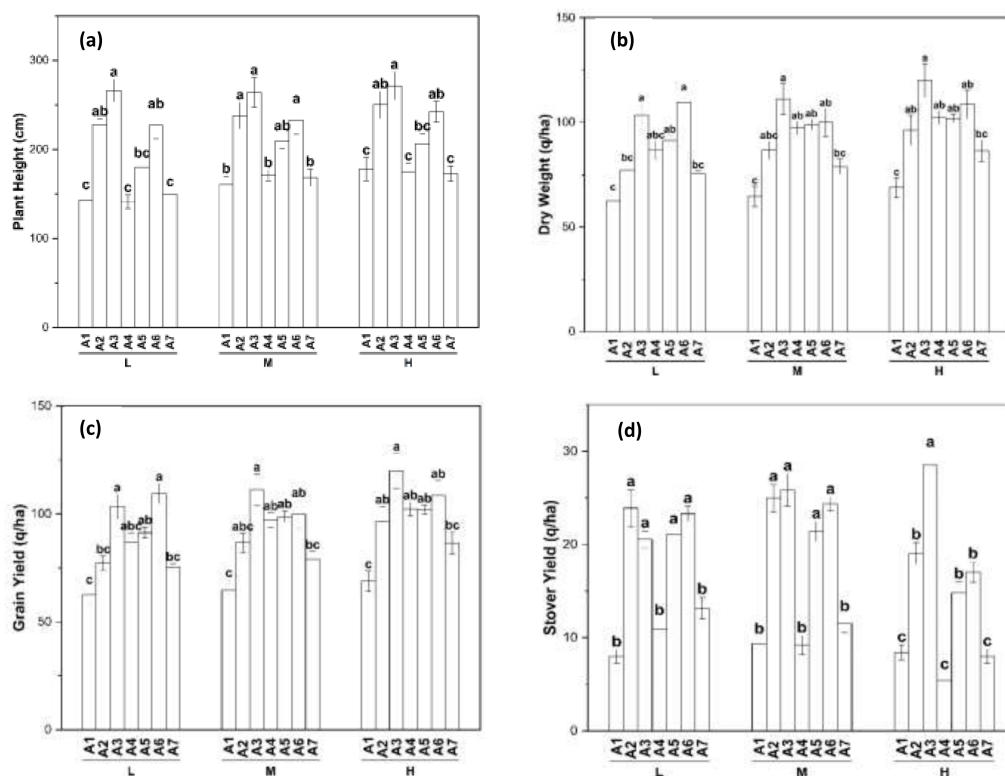 (a)
Plant Height (cm)
300
200
100
0
c ab a c bc ab c
b ab a b ab a b
c ab a c bc ab c
A1 A2 A3 A4 A5 A6 A7
A1 A2 A3 A4 A5 A6 A7
A1 A2 A3 A4 A5 A6 A7
L M H
(b)
Dry Weight (q/ha)
150
100
50
0
c bc a abc ab a bc
c abc a ab ab ab bc
c ab a ab ab ab bc
A1 A2 A3 A4 A5 A6 A7
A1 A2 A3 A4 A5 A6 A7
A1 A2 A3 A4 A5 A6 A7
L M H
(c)
Grain Yield (q/ha)
150
100
50
0
c bc a abc ab a bc
c abc a ab ab ab bc
c ab a ab ab ab bc
A1 A2 A3 A4 A5 A6 A7
A1 A2 A3 A4 A5 A6 A7
A1 A2 A3 A4 A5 A6 A7
L M H
(d)
Stover Yield (q/ha)
30
20
10
0
b a a b a a b
b a a b a a b
c b a c b b c
A1 A2 A3 A4 A5 A6 A7
A1 A2 A3 A4 A5 A6 A7
A1 A2 A3 A4 A5 A6 A7
L M H